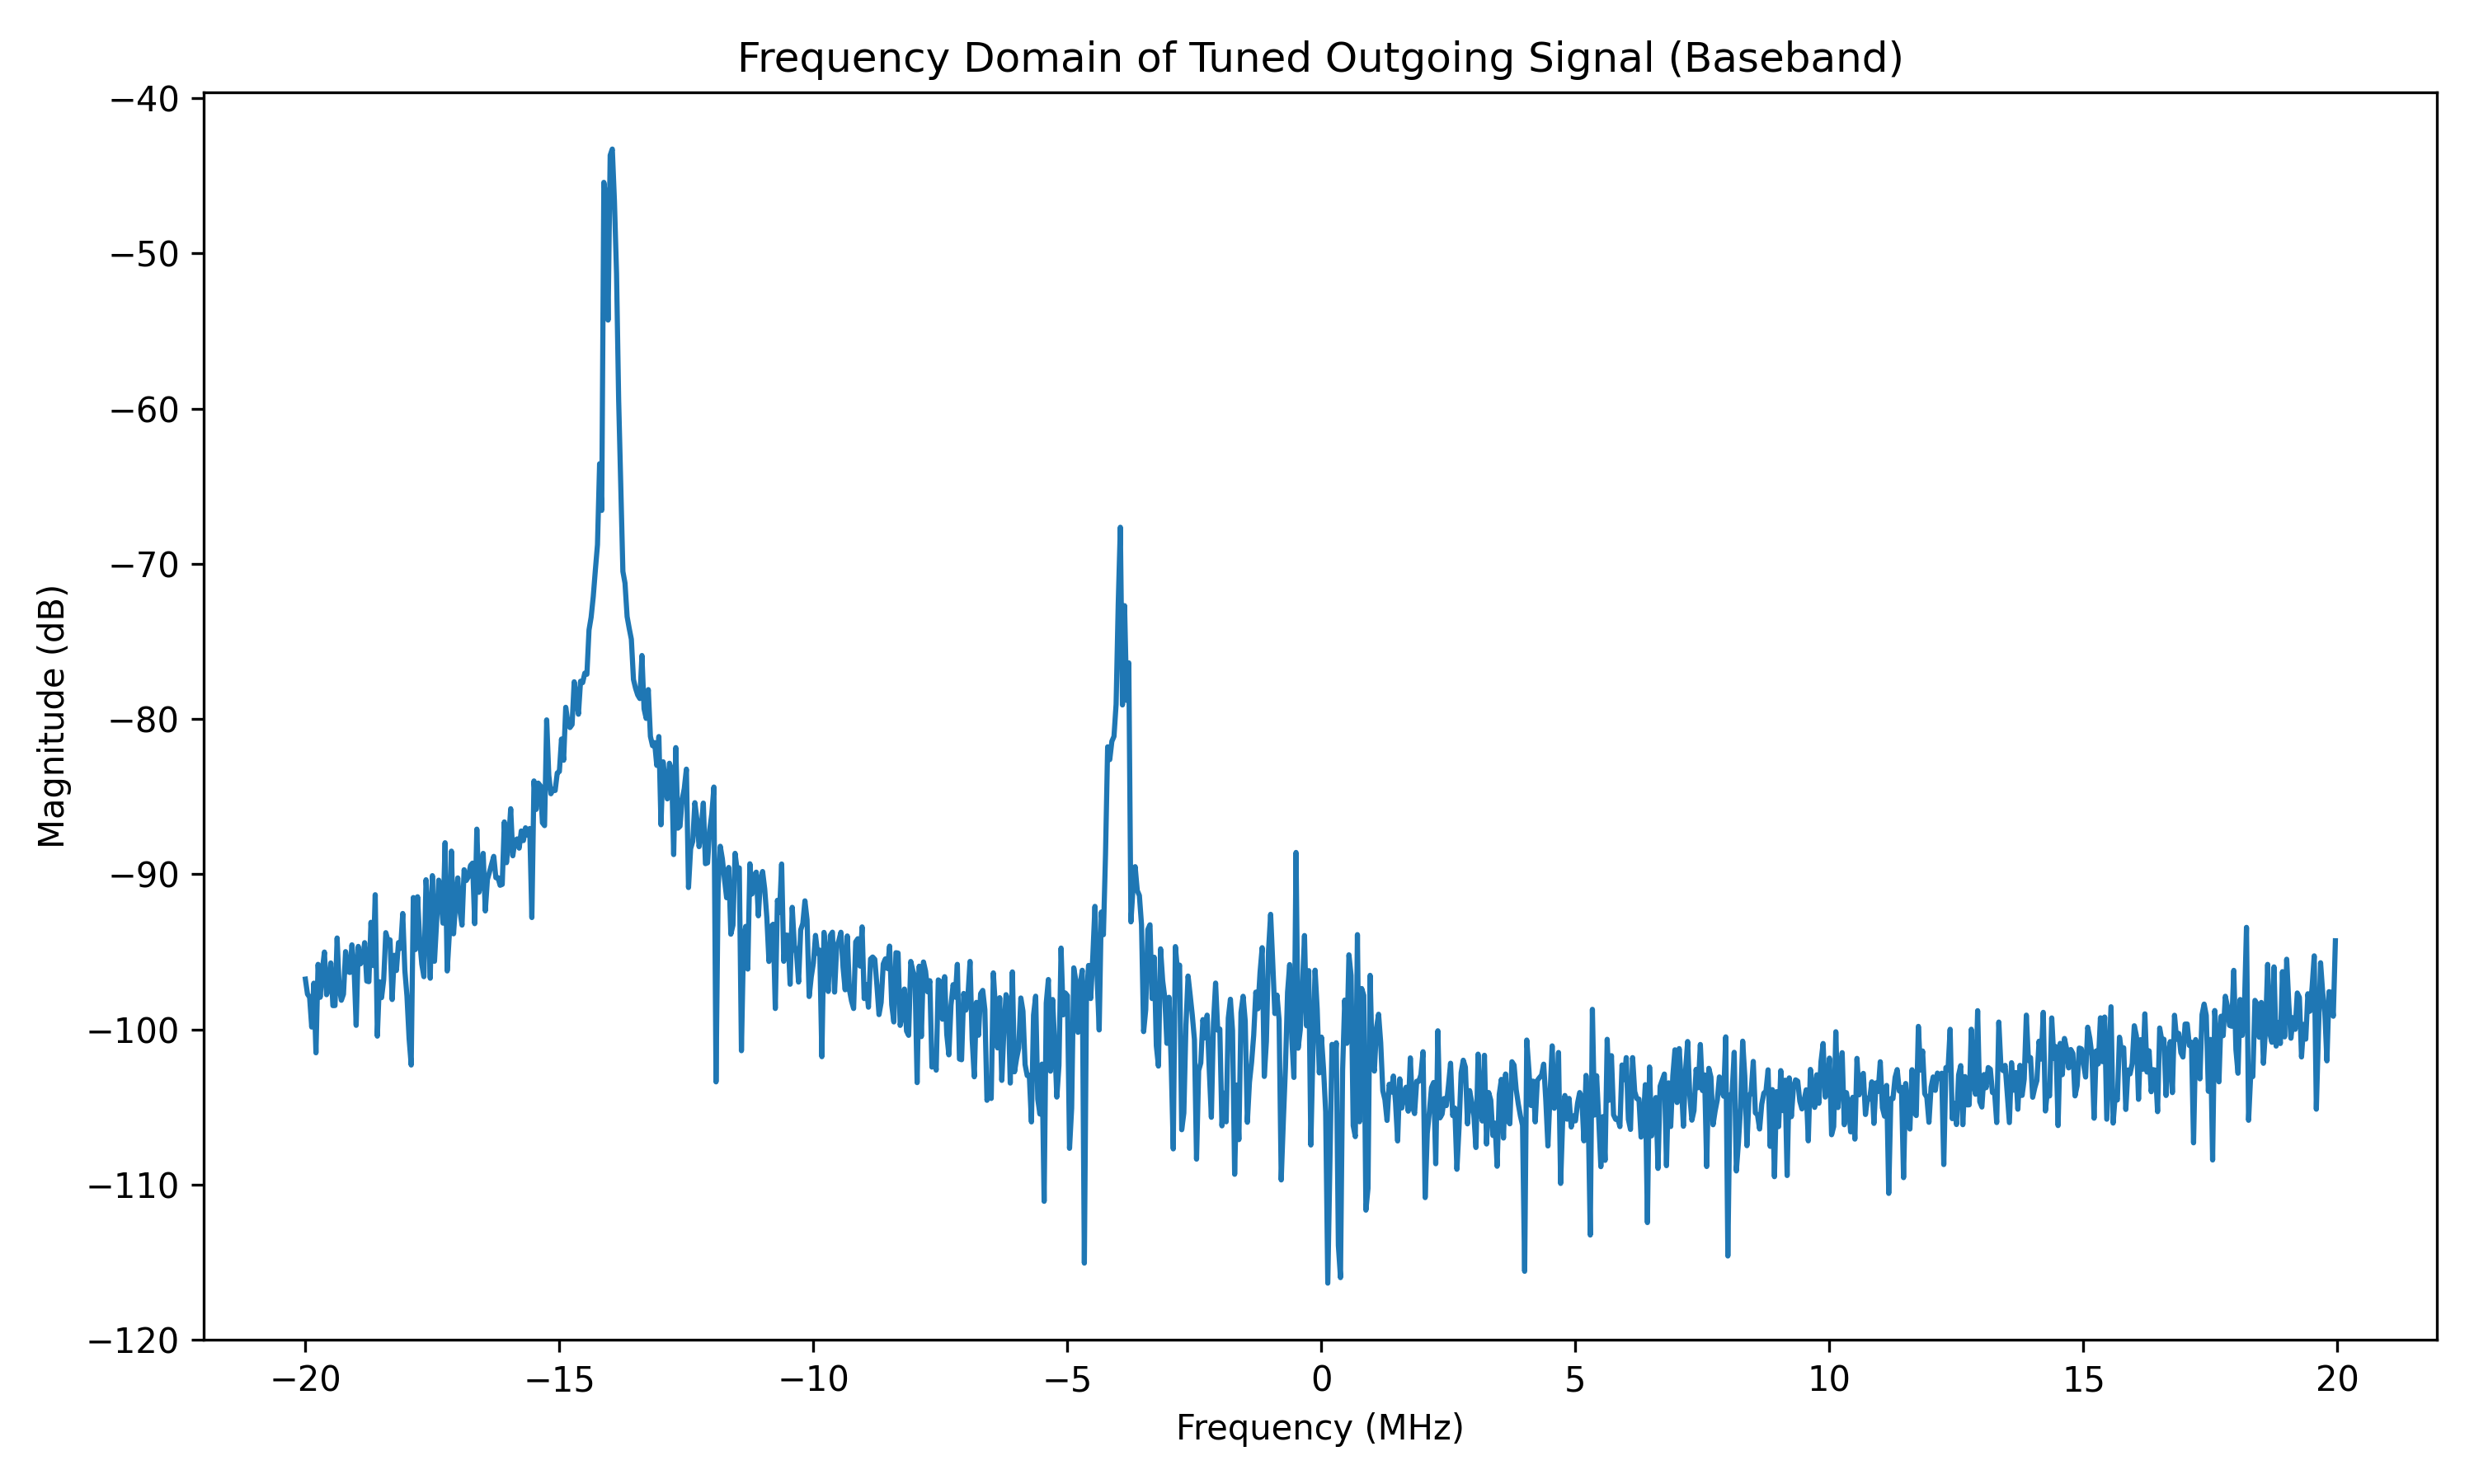 Frequency Domain of Tuned Outgoing Signal (Baseband)
−40
−50
−60
−70
−80
−90
−100
−110
−120
Magnitude (dB)
−20 −15 −10 −5 0 5 10 15 20
Frequency (MHz)